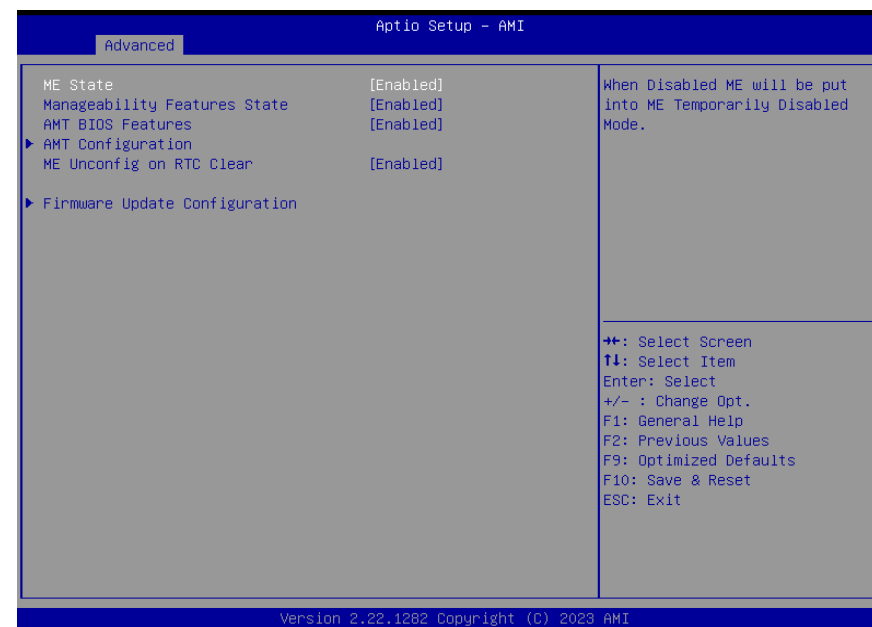 Aptio Setup - AMI
Advanced
ME State [Enabled]
Manageability Features State [Enabled]
AMT BIOS Features [Enabled]
▶ AMT Configuration
ME Unconfig on RTC Clear [Enabled]
▶ Firmware Update Configuration
When Disabled ME will be put
into ME Temporarily Disabled
Mode.
→←: Select Screen
↑↓: Select Item
Enter: Select
+/- : Change Opt.
F1: General Help
F2: Previous Values
F9: Optimized Defaults
F10: Save & Reset
ESC: Exit
Version 2.22.1282 Copyright (C) 2023 AMI